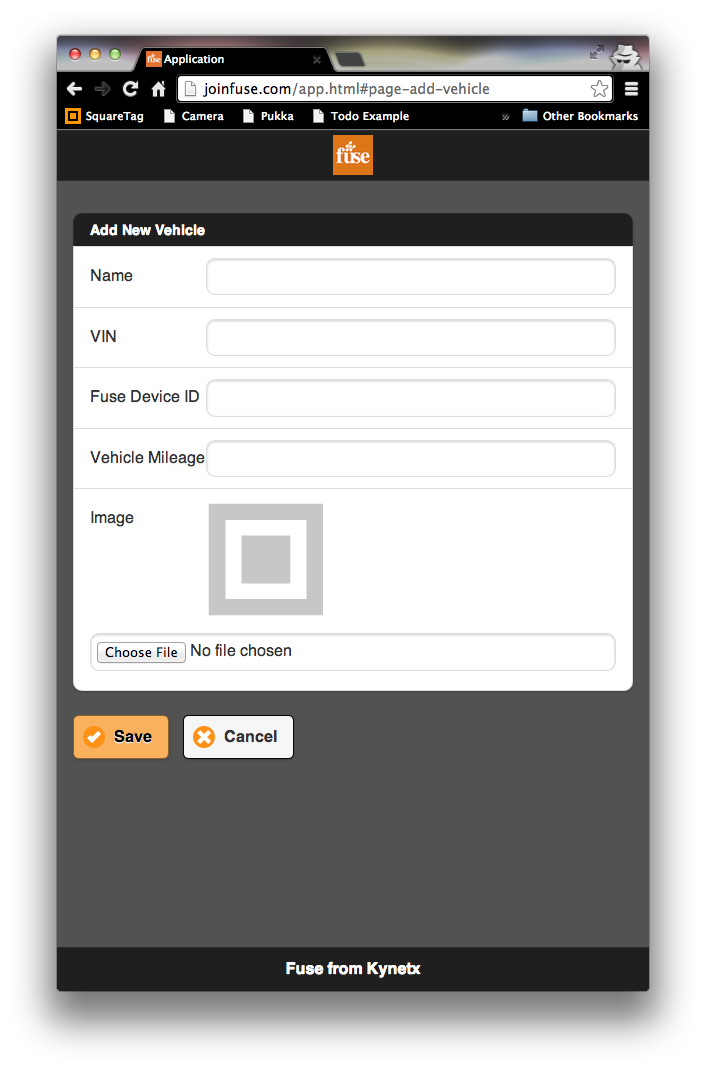 fuse Application
joinfuse.com/app.html#page-add-vehicle
SquareTag Camera Pukka Todo Example » Other Bookmarks
fuse
Add New Vehicle
Name
VIN
Fuse Device ID
Vehicle Mileage
Image
Choose File No file chosen
Save Cancel
Fuse from Kynetx